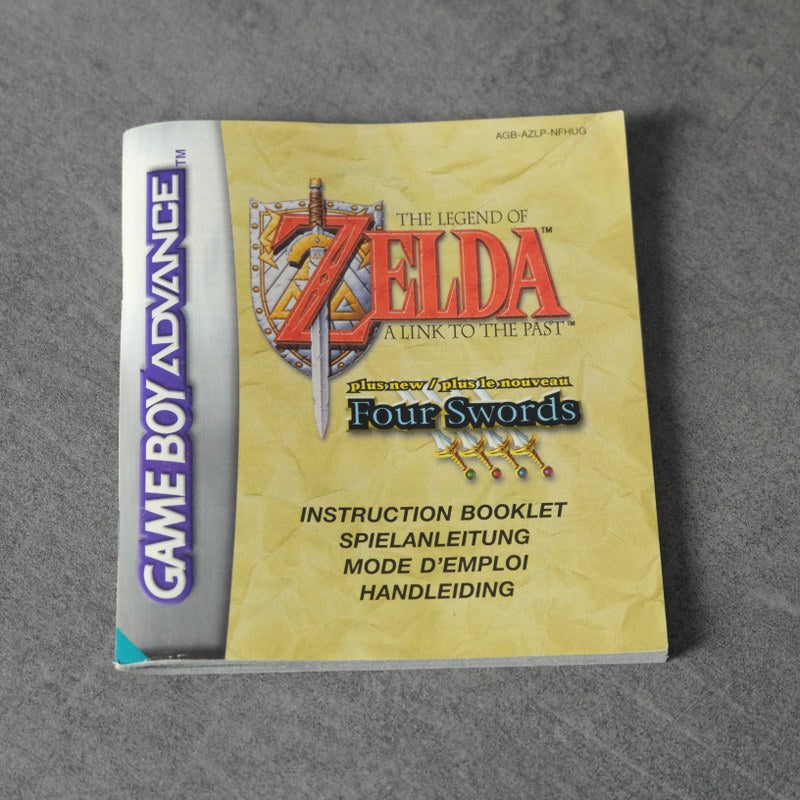 AGB-AZLP-NFHUG
GAME BOY ADVANCE™
THE LEGEND OF
ZELDA™
A LINK TO THE PAST™
plus new / plus le nouveau
Four Swords
INSTRUCTION BOOKLET
SPIELANLEITUNG
MODE D'EMPLOI
HANDLEIDING